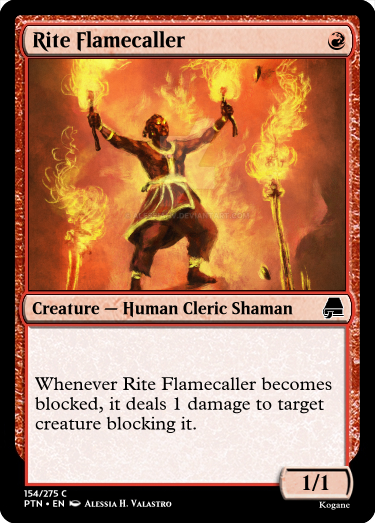 Rite Flamecaller
Creature — Human Cleric Shaman
Whenever Rite Flamecaller becomes
blocked, it deals 1 damage to target
creature blocking it.
154/275 C
1/1
PTN • EN Alessia H. Valastro
Kogane